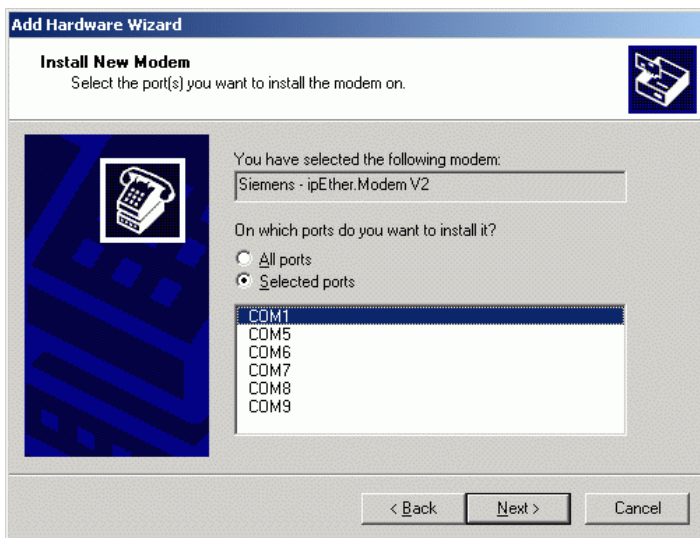 Add Hardware Wizard
Install New Modem
Select the port(s) you want to install the modem on.
You have selected the following modem:
Siemens - ipEther.Modem V2
On which ports do you want to install it?
All ports
Selected ports
COM1
COM5
COM6
COM7
COM8
COM9
< Back Next > Cancel